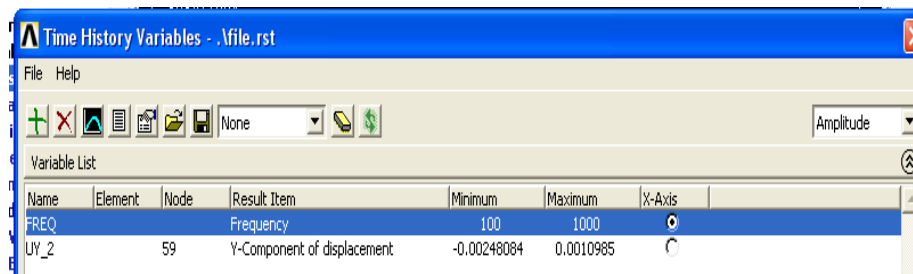 Time History Variables - .\file.rst
File Help
None Amplitude
Variable List
Name Element Node Result Item Minimum Maximum X-Axis
FREQ Frequency 100 1000
UY_2 59 Y-Component of displacement -0.00248084 0.0010985